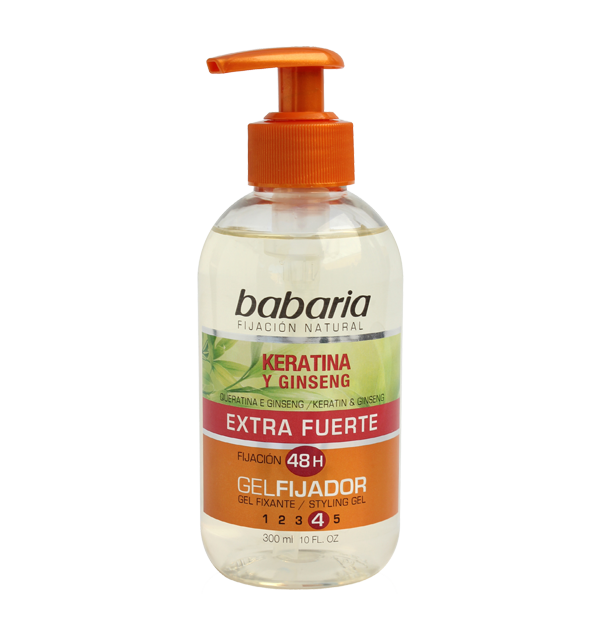 babaria
FIJACIÓN NATURAL
KERATINA
Y GINSENG
QUERATINA E GINSENG / KERATIN & GINSENG
EXTRA FUERTE
FIJACIÓN 48H
GELFIJADOR
GEL FIXANTE / STYLING GEL
1 2 3 4 5
300 ml 10 FL. OZ